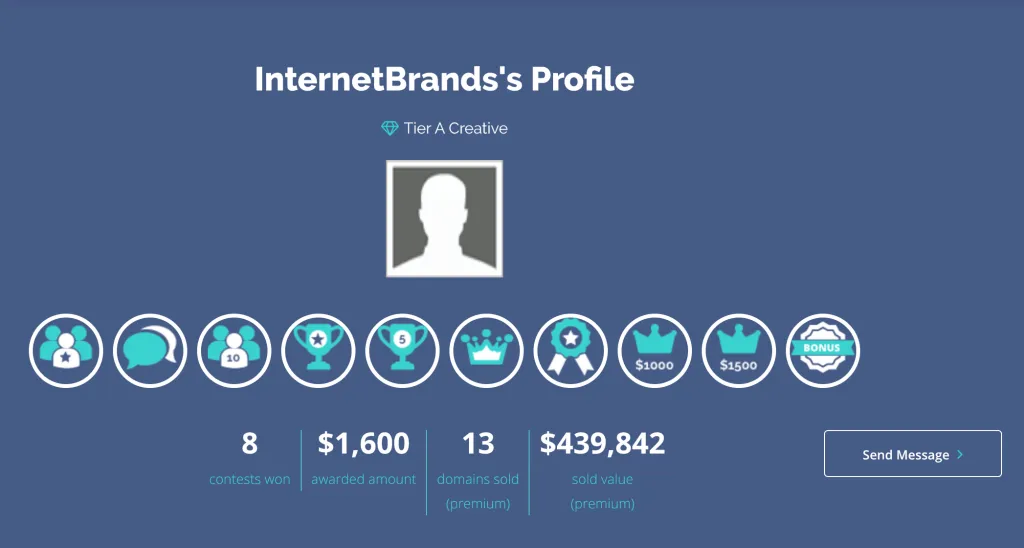 InternetBrands's Profile
Tier A Creative
10
5
$1000
$1500
BONUS
8
contests won
$1,600
awarded amount
13
domains sold
(premium)
$439,842
sold value
(premium)
Send Message